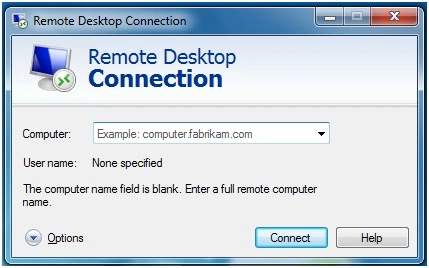 Remote Desktop Connection
Remote Desktop
Connection
Computer:
Example: computer.fabrikam.com
User name: None specified
The computer name field is blank. Enter a full remote computer
name.
Options
Connect
Help